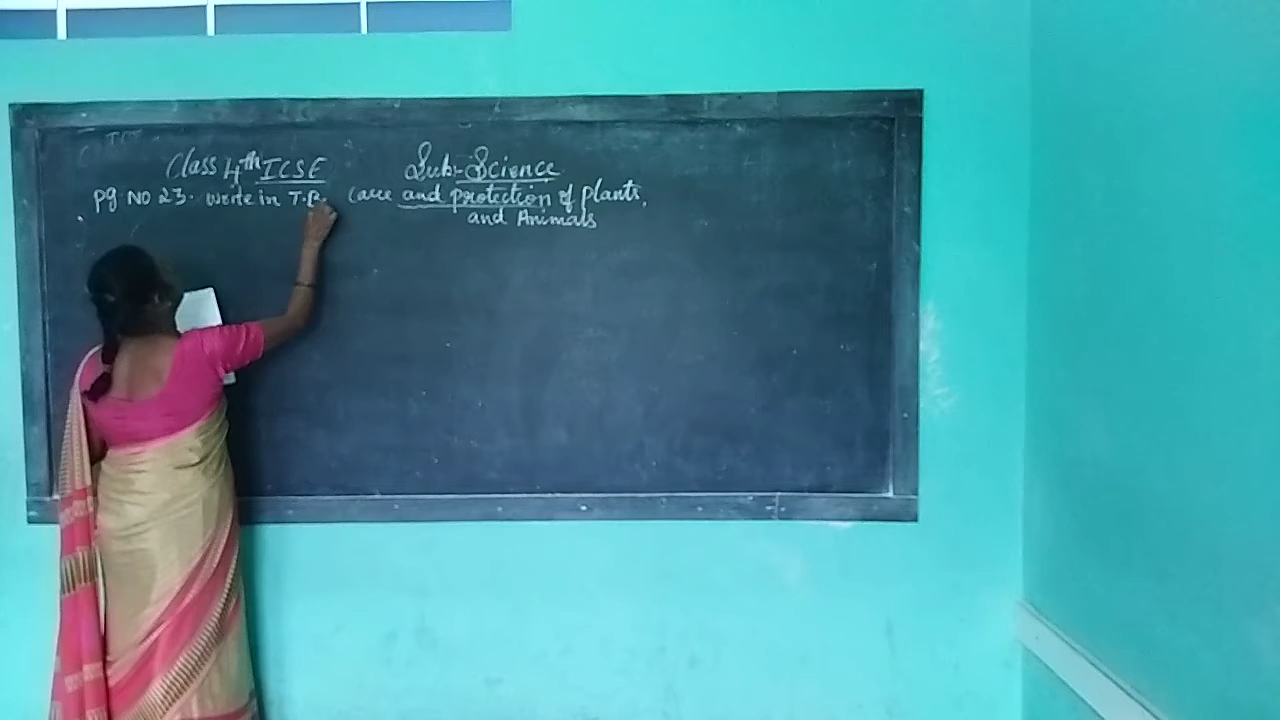 Class 4th ICSE Sub-Science
Pg NO 23. Write in T.B. Care and protection of plants,
and Animals